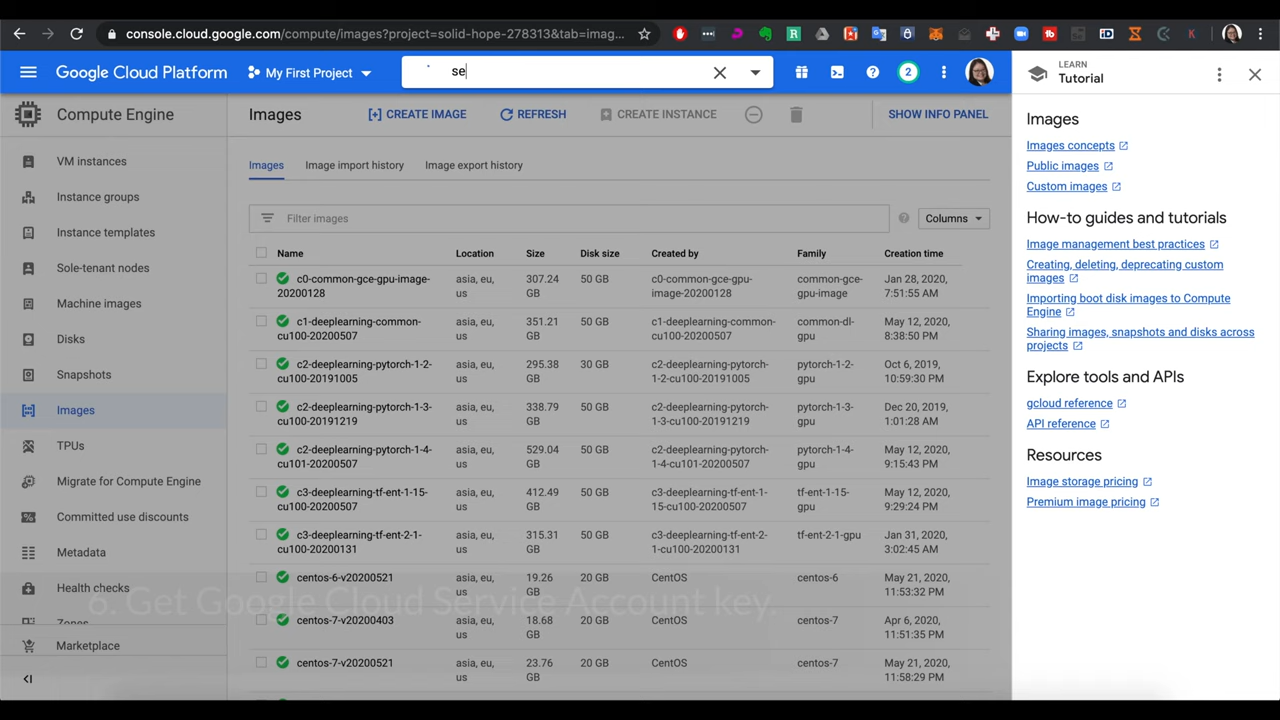 console.cloud.google.com/compute/images?project=solid-hope-278313&tab=imag...
Google Cloud Platform
My First Project
se
2
LEARN
Tutorial
Compute Engine
Images
CREATE IMAGE
REFRESH
CREATE INSTANCE
SHOW INFO PANEL
VM instances
Instance groups
Instance templates
Sole-tenant nodes
Machine images
Disks
Snapshots
Images
TPUs
Migrate for Compute Engine
Committed use discounts
Metadata
Health checks
Zones
Marketplace
Images
Image import history
Image export history
Filter images
Columns
Name Location Size Disk size Created by Family Creation time
c0-common-gce-gpu-image- asia, eu, 307.24 50 GB c0-common-gce-gpu- common-gce- Jan 28, 2020,
20200128 us GB image-20200128 gpu-image 7:51:55 AM
c1-deeplearning-common- asia, eu, 351.21 50 GB c1-deeplearning-common- common-dl- May 12, 2020,
cu100-20200507 us GB cu100-20200507 gpu 8:38:50 PM
c2-deeplearning-pytorch-1-2- asia, eu, 295.38 30 GB c2-deeplearning-pytorch- pytorch-1-2- Oct 6, 2019,
cu100-20191005 us GB 1-2-cu100-20191005 gpu 10:59:30 PM
c2-deeplearning-pytorch-1-3- asia, eu, 338.79 50 GB c2-deeplearning-pytorch- pytorch-1-3- Dec 20, 2019,
cu100-20191219 us GB 1-3-cu100-20191219 gpu 1:01:28 AM
c2-deeplearning-pytorch-1-4- asia, eu, 529.04 50 GB c2-deeplearning-pytorch- pytorch-1-4- May 12, 2020,
cu101-20200507 us GB 1-4-cu101-20200507 gpu 9:15:43 PM
c3-deeplearning-tf-ent-1-15- asia, eu, 412.49 50 GB c3-deeplearning-tf-ent-1- tf-ent-1-15- May 12, 2020,
cu100-20200507 us GB 15-cu100-20200507 gpu 9:29:24 PM
c3-deeplearning-tf-ent-2-1- asia, eu, 315.31 50 GB c3-deeplearning-tf-ent-2- tf-ent-2-1-gpu Jan 31, 2020,
cu100-20200131 us GB 1-cu100-20200131 3:02:45 AM
centos-6-v20200521 asia, eu, 19.26 20 GB CentOS centos-6 May 21, 2020,
us GB 11:53:32 PM
centos-7-v20200403 asia, eu, 18.68 20 GB CentOS centos-7 Apr 6, 2020,
us GB 11:51:35 PM
centos-7-v20200521 asia, eu, 23.76 20 GB CentOS centos-7 May 21, 2020,
us GB 11:58:29 PM
6. Get Google Cloud Service Account key.
Images
Images concepts
Public images
Custom images
How-to guides and tutorials
Image management best practices
Creating, deleting, deprecating custom
images
Importing boot disk images to Compute
Engine
Sharing images, snapshots and disks across
projects
Explore tools and APIs
gcloud reference
API reference
Resources
Image storage pricing
Premium image pricing